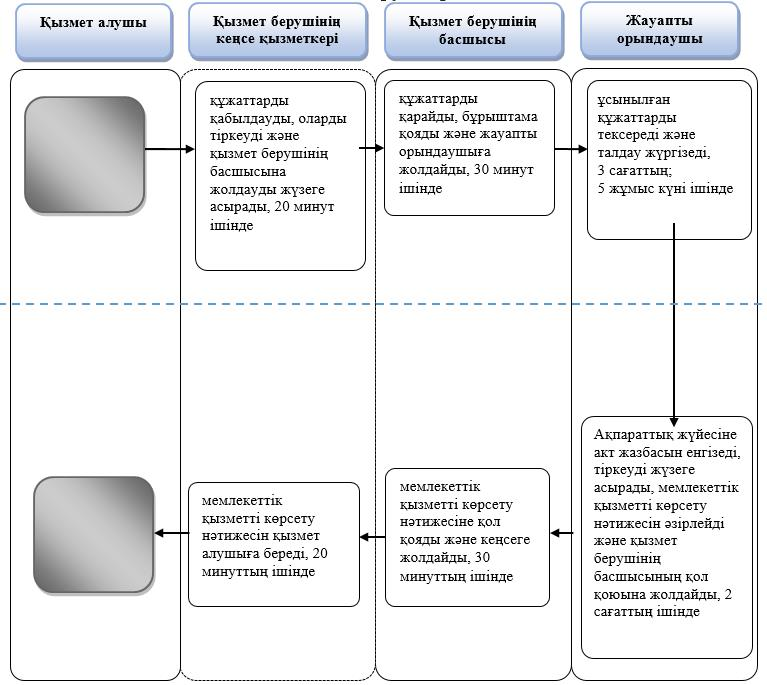 Қызмет алушы
Қызмет берушінің
кеңсе қызметкері
Қызмет берушінің
басшысы
Жауапты
орындаушы
құжаттарды
қабылдауды, оларды
тіркеуді және
қызмет берушінің
басшысына
жолдауды жүзеге
асырады, 20 минут
ішінде
құжаттарды
қарайды, бұрыштама
қояды және жауапты
орындаушыға
жолдайды, 30 минут
ішінде
ұсынылған
құжаттарды
тексереді және
талдау жүргізеді,
3 сағаттың;
5 жұмыс күні ішінде
мемлекеттік
қызметті көрсету
нәтижесін қызмет
алушыға береді, 20
минуттың ішінде
мемлекеттік
қызметті көрсету
нәтижесіне қол
қояды және кеңсеге
жолдайды, 30
минуттың ішінде
Ақпараттық жүйесіне
акт жазбасын енгізеді,
тіркеуді жүзеге
асырады, мемлекеттік
қызметті көрсету
нәтижесін әзірлейді
және қызмет
берушінің
басшысының қол
қоюына жолдайды, 2
сағаттың ішінде